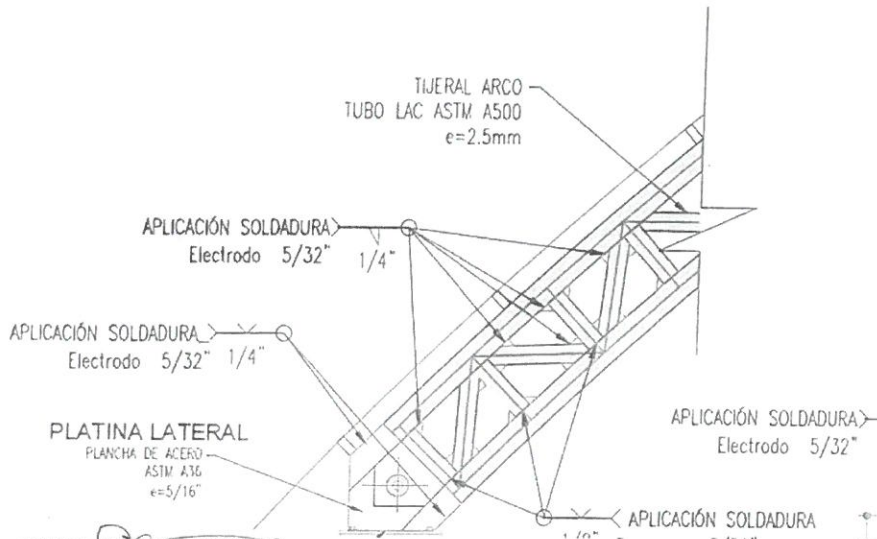 TIJERAL ARCO
TUBO LAC ASTM A500
e=2.5mm
APLICACIÓN SOLDADURA
Electrodo 5/32" 1/4"
APLICACIÓN SOLDADURA
Electrodo 5/32" 1/4"
PLATINA LATERAL
PLANCHA DE ACERO
ASTM A36
e=5/16"
APLICACIÓN SOLDADURA
Electrodo 5/32"
APLICACIÓN SOLDADURA